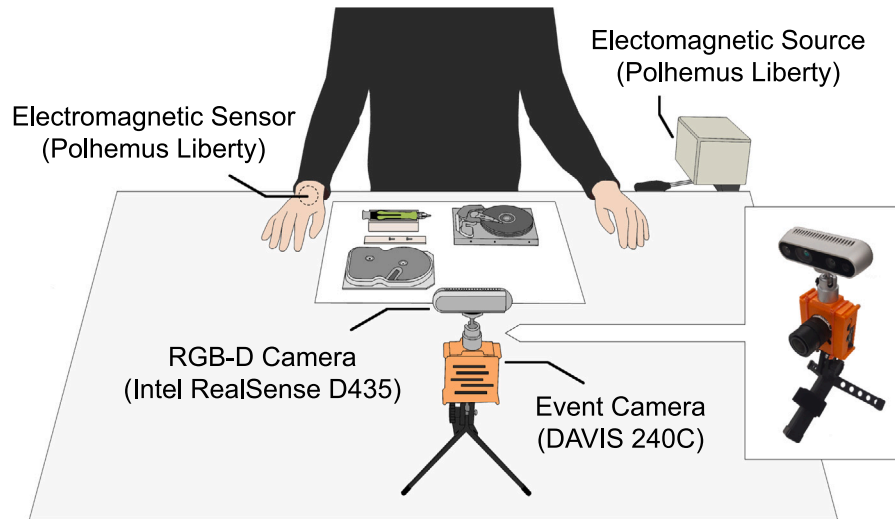 Electomagnetic Source
(Polhemus Liberty)
Electromagnetic Sensor
(Polhemus Liberty)
RGB-D Camera
(Intel RealSense D435)
Event Camera
(DAVIS 240C)